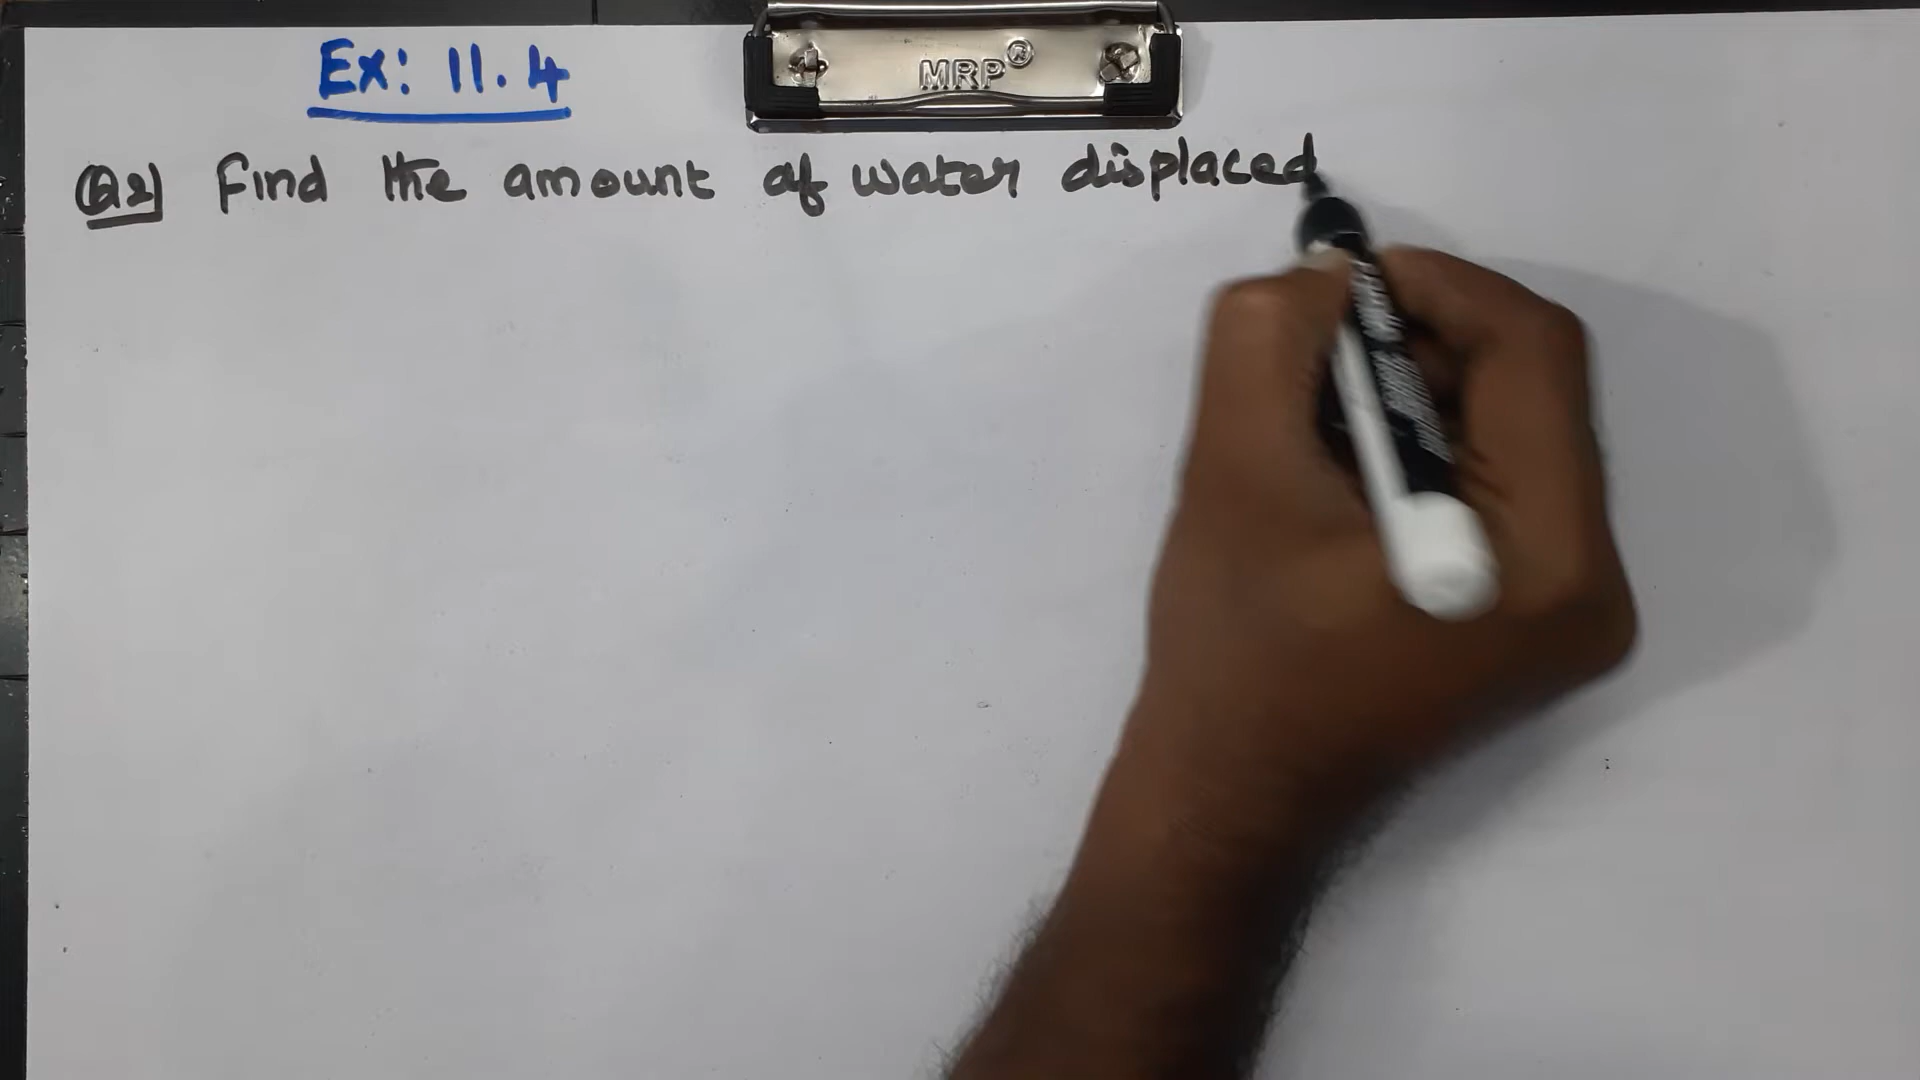 Ex: 11.4
MRP®
Q2) Find the amount of water displaced